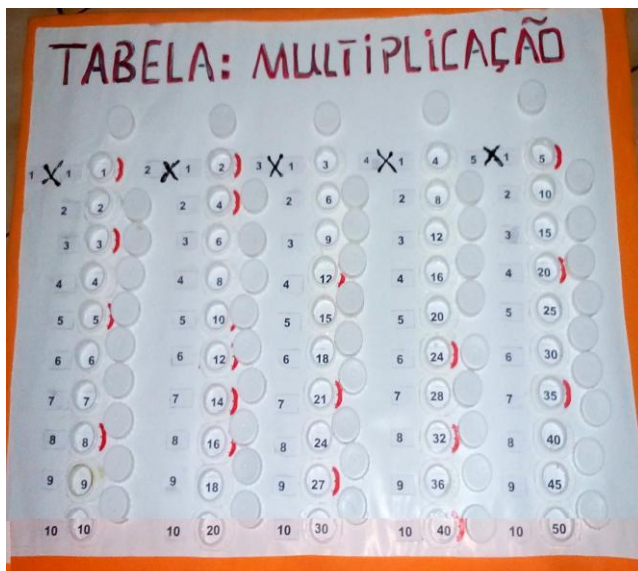 TABELA: MULTIPLICAÇÃO
1 X 1 1 2 X 1 2 3 X 1 3 4 X 1 4 5 X 1 5
2 2 2 4 2 6 2 8 2 10
3 3 3 6 3 9 3 12 3 15
4 4 4 8 4 12 4 16 4 20
5 5 5 10 5 15 5 20 5 25
6 6 6 12 6 18 6 24 6 30
7 7 7 14 7 21 7 28 7 35
8 8 8 16 8 24 8 32 8 40
9 9 9 18 9 27 9 36 9 45
10 10 10 20 10 30 10 40 10 50